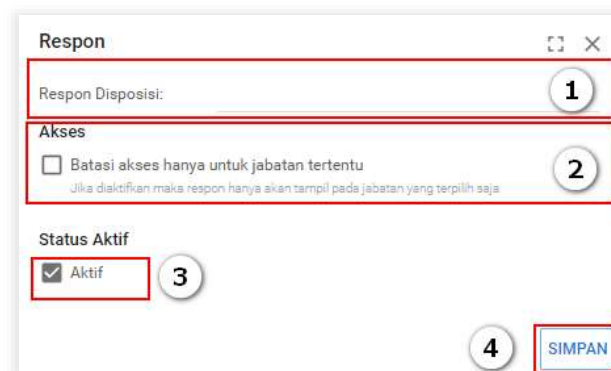 Respon
Respon Disposisi:
1
Akses
Batasi akses hanya untuk jabatan tertentu
2
Jika diaktifkan maka respon hanya akan tampil pada jabatan yang terpilih saja
Status Aktif
Aktif
3
4
SIMPAN